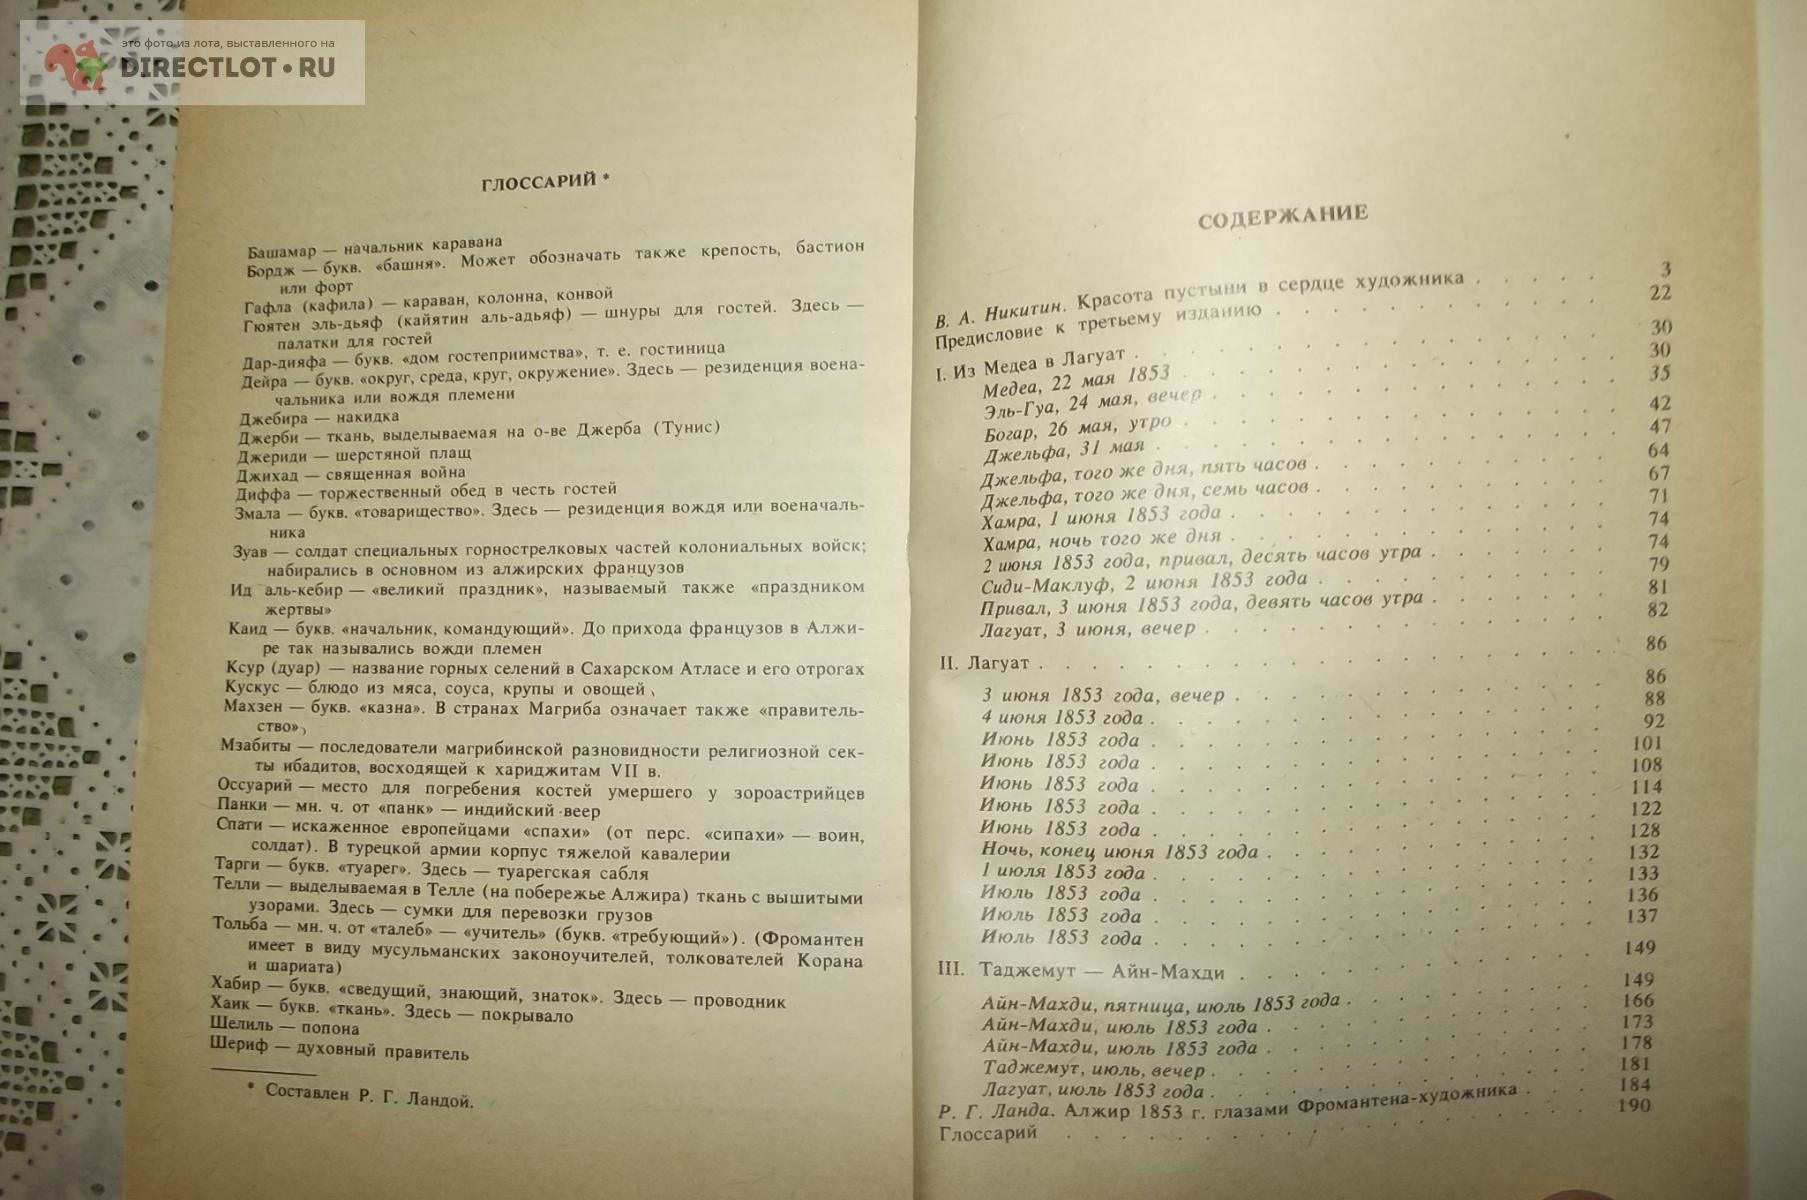 это фото из лота, выставленного на
DIRECTLOT•RU
ГЛОССАРИЙ *
Башамар — начальник каравана
Бордж — букв. «башня». Может обозначать также крепость, бастион
или форт
Гафла (кафила) — караван, колонна, конвой
Гюятен эль-дьяф (кайятин аль-адьяф) — шнуры для гостей. Здесь —
палатки для гостей
Дар-дияфа — букв. «дом гостеприимства», т. е. гостиница
Дейра — букв. «округ, среда, круг, окружение». Здесь — резиденция воена-
чальника или вождя племени
Джебира — накидка
Джерби — ткань, выделываемая на о-ве Джерба (Тунис)
Джериди — шерстяной плащ
Джихад — священная война
Диффа — торжественный обед в честь гостей
Змала — букв. «товарищество». Здесь — резиденция вождя или военачаль-
ника
Зуав — солдат специальных горнострелковых частей колониальных войск;
набирались в основном из алжирских французов
Ид аль-кебир — «великий праздник», называемый также «праздником
жертвы»
Каид — букв. «начальник, командующий». До прихода французов в Алжи-
ре так назывались вожди племен
Ксур (дуар) — название горных селений в Сахарском Атласе и его отрогах
Кускус — блюдо из мяса, соуса, крупы и овощей
Махзен — букв. «казна». В странах Магриба означает также «правитель-
ство»
Мзабиты — последователи магрибинской разновидности религиозной сек-
ты ибадитов, восходящей к хариджитам VII в.
Оссуарий — место для погребения костей умершего у зороастрийцев
Панки — мн. ч. от «панк» — индийский веер
Спаги — искаженное европейцами «спахи» (от перс. «сипахи» — воин,
солдат). В турецкой армии корпус тяжелой кавалерии
Тарги — букв. «туарег». Здесь — туарегская сабля
Телли — выделываемая в Телле (на побережье Алжира) ткань с вышитыми
узорами. Здесь — сумки для перевозки грузов
Тольба — мн. ч. от «талеб» — «учитель» (букв. «требующий»). (Фромантен
имеет в виду мусульманских законоучителей, толкователей Корана
и шариата)
Хабир — букв. «сведущий, знающий, знаток». Здесь — проводник
Хаик — букв. «ткань». Здесь — покрывало
Шелиль — попона
Шериф — духовный правитель
* Составлен Р. Г. Ландой.
СОДЕРЖАНИЕ
В. А. Никитин. Красота пустыни в сердце художника . . . . . 3
Предисловие к третьему изданию . . . . . 22
I. Из Медеа в Лагуат . . . . . 30
Медеа, 22 мая 1853 . . . . . 30
Эль-Гуа, 24 мая, вечер . . . . . 35
Богар, 26 мая, утро . . . . . 42
Джельфа, 31 мая . . . . . 47
Джельфа, того же дня, пять часов . . . . . 64
Джельфа, того же дня, семь часов . . . . . 67
Хамра, 1 июня 1853 года . . . . . 71
Хамра, ночь того же дня . . . . . 74
2 июня 1853 года, привал, десять часов утра . . . . . 74
Сиди-Маклуф, 2 июня 1853 года . . . . . 79
Привал, 3 июня 1853 года, девять часов утра . . . . . 81
Лагуат, 3 июня, вечер . . . . . 82
II. Лагуат . . . . . 86
3 июня 1853 года, вечер . . . . . 86
4 июня 1853 года . . . . . 88
Июнь 1853 года . . . . . 92
Июнь 1853 года . . . . . 101
Июнь 1853 года . . . . . 108
Июнь 1853 года . . . . . 114
Июнь 1853 года . . . . . 122
Ночь, конец июня 1853 года . . . . . 128
1 июля 1853 года . . . . . 132
Июль 1853 года . . . . . 133
Июль 1853 года . . . . . 136
Июль 1853 года . . . . . 137
III. Таджемут — Айн-Махди . . . . . 149
Айн-Махди, пятница, июль 1853 года . . . . . 149
Айн-Махди, июль 1853 года . . . . . 166
Айн-Махди, июль 1853 года . . . . . 173
Таджемут, июль, вечер . . . . . 178
Лагуат, июль 1853 года . . . . . 181
Р. Г. Ланда. Алжир 1853 г. глазами Фромантена-художника . . . 184
Глоссарий . . . . . 190